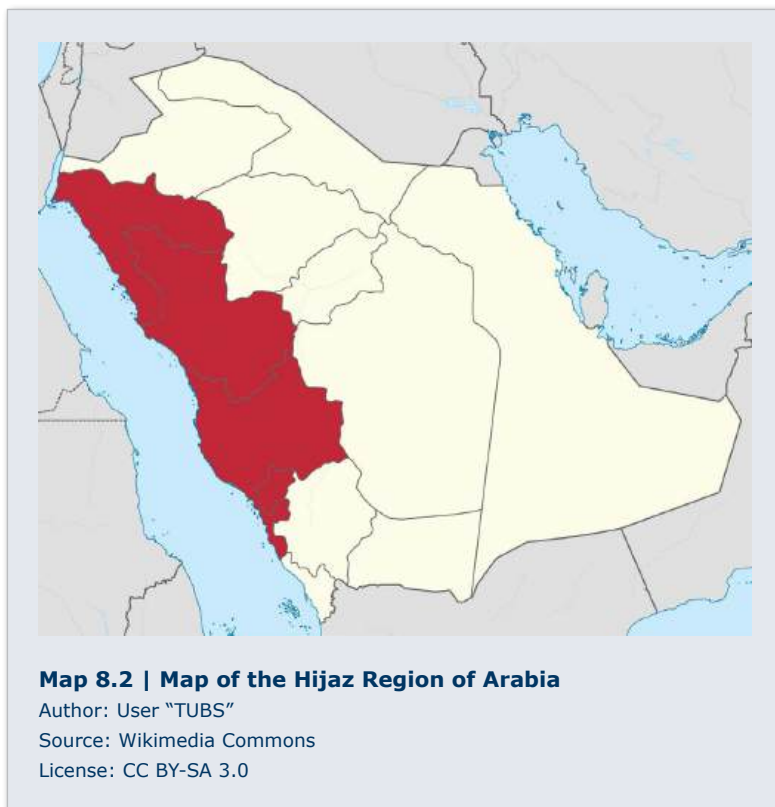 Map 8.2 | Map of the Hijaz Region of Arabia
Author: User “TUBS”
Source: Wikimedia Commons
License: CC BY-SA 3.0